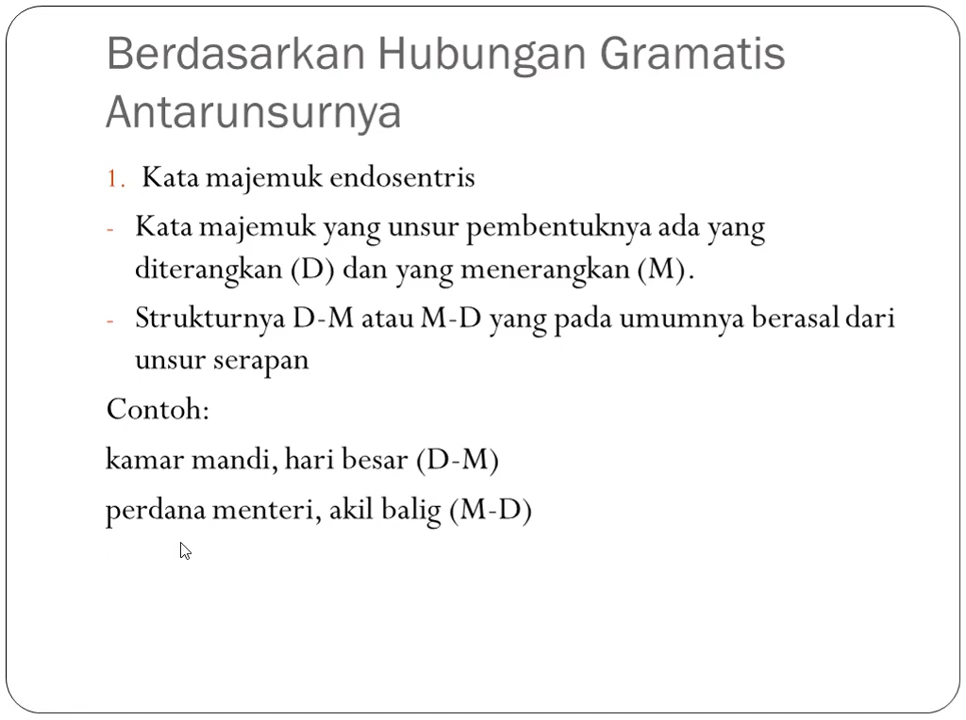 Berdasarkan Hubungan Gramatis
Antarunsurnya
1. Kata majemuk endosentris
- Kata majemuk yang unsur pembentuknya ada yang
diterangkan (D) dan yang menerangkan (M).
- Strukturnya D-M atau M-D yang pada umumnya berasal dari
unsur serapan
Contoh:
kamar mandi, hari besar (D-M)
perdana menteri, akil balig (M-D)